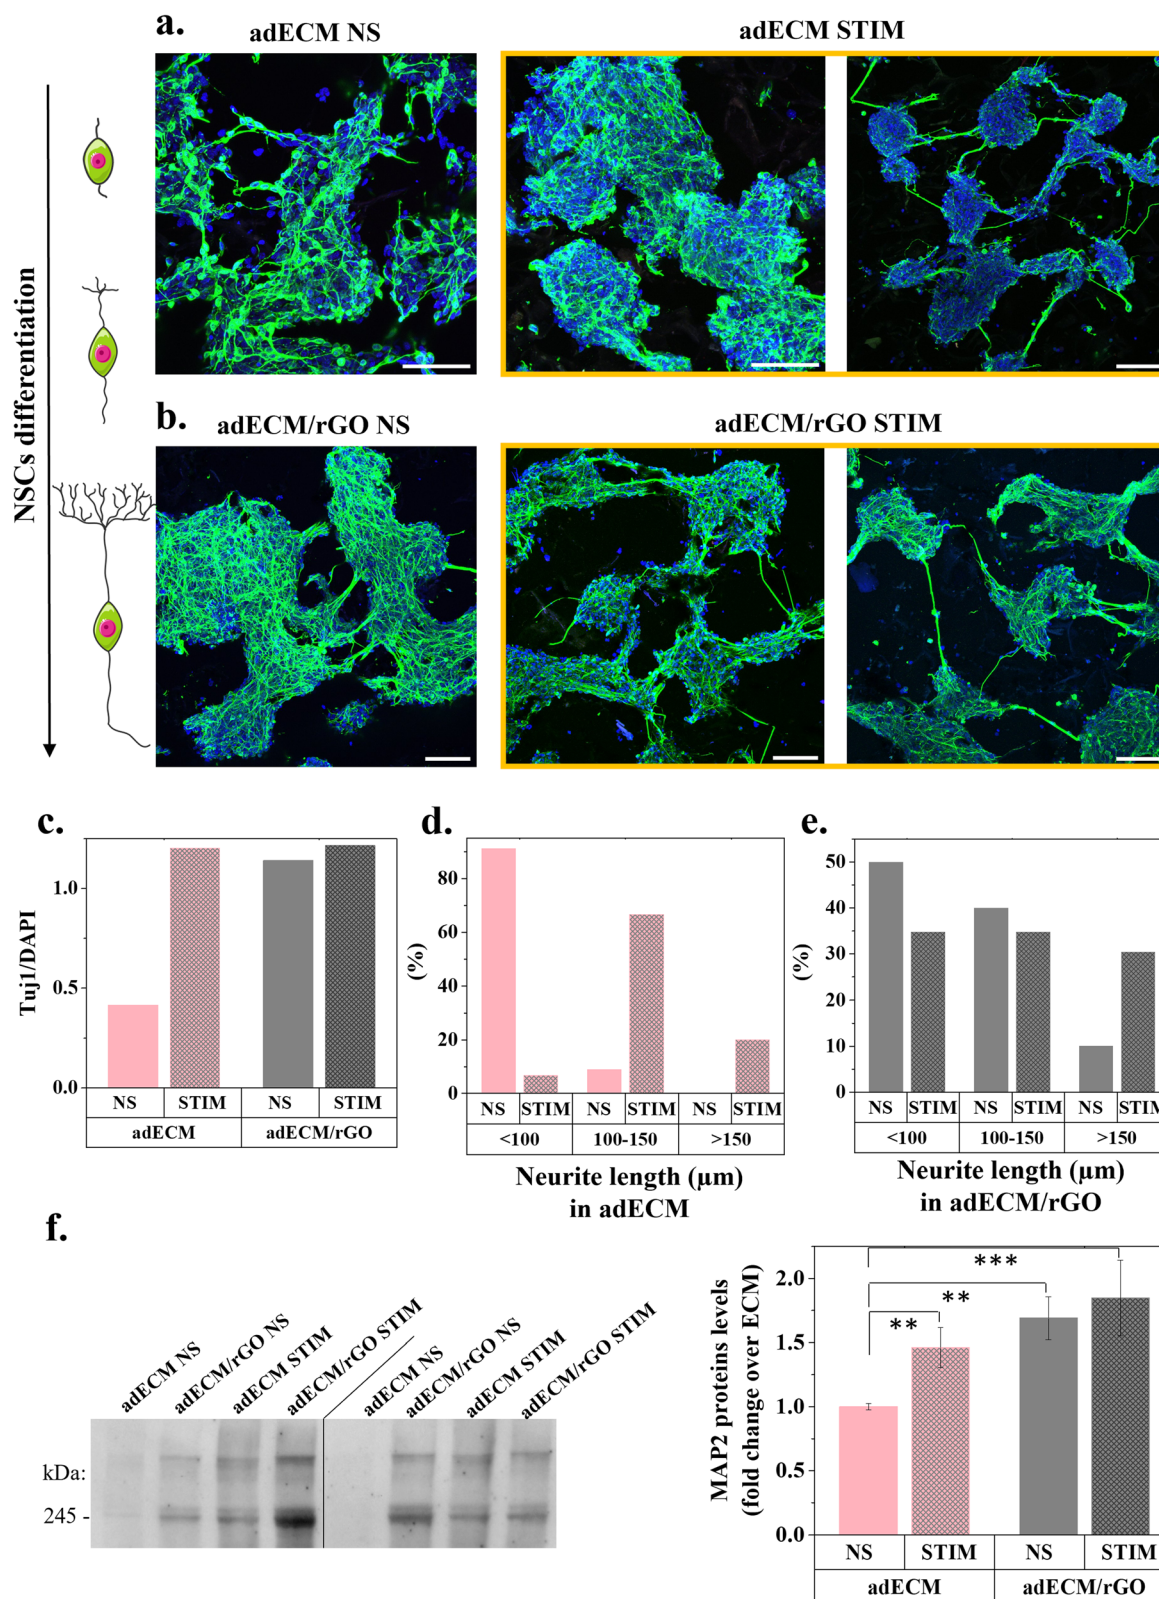 a.
adECM NS
adECM STIM
NSCs differentiation
b.
adECM/rGO NS
adECM/rGO STIM
c.
Tuj1/DAPI
1.0
0.5
0.0
NS STIM
adECM adECM/rGO
d.
(%)
80
60
40
20
0
NS STIM NS STIM NS STIM
<100 100-150 >150
Neurite length (µm)
in adECM
e.
(%)
50
40
30
20
10
0
NS STIM NS STIM NS STIM
<100 100-150 >150
Neurite length (µm)
in adECM/rGO
f.
adECM NS
adECM/rGO NS
adECM STIM
adECM/rGO STIM
adECM NS
adECM/rGO NS
adECM STIM
adECM/rGO STIM
kDa:
245 -
MAP2 proteins levels
(fold change over ECM)
2.0
1.5
1.0
0.5
0.0
***
**
**
NS STIM NS STIM
adECM adECM/rGO